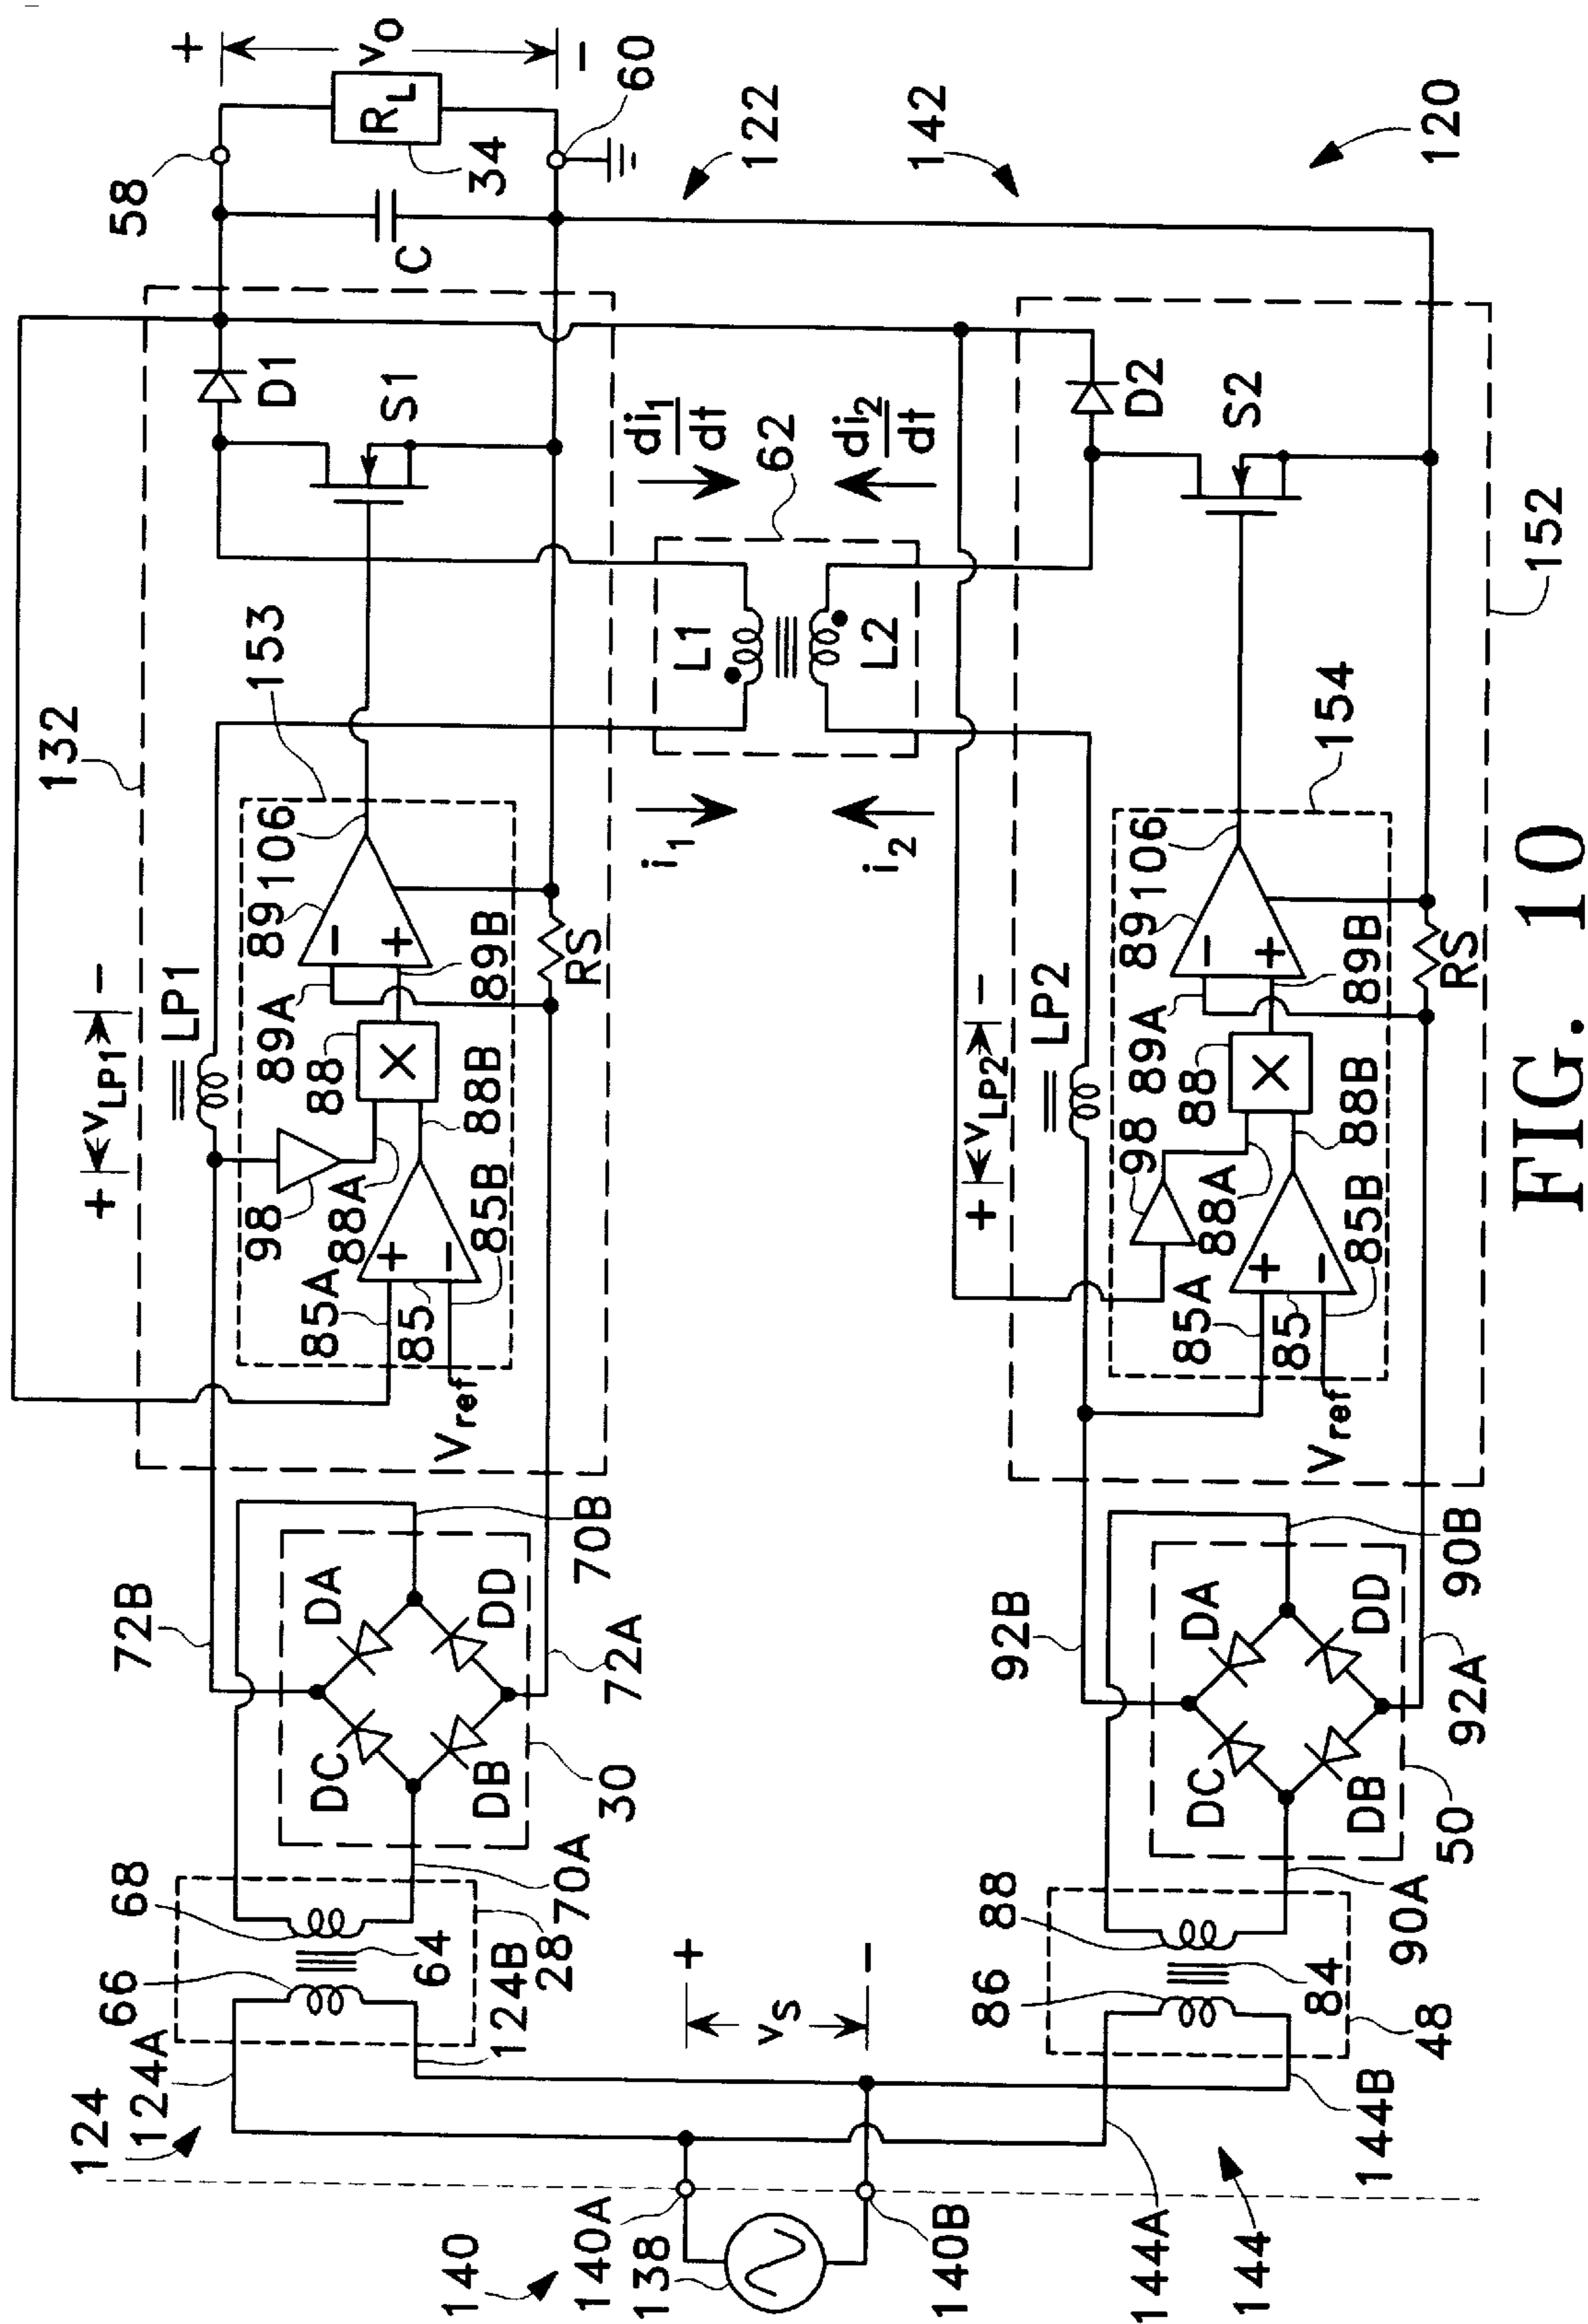 140
140A
138
140B
144A
144
124
124A
66
68
64
124B
28
70A
+
vS
−
86
88
84
48
90A
144B
72B
DC
DA
DB
DD
30
72A
70B
92B
DC
DA
DB
DD
50
92A
90B
132
+
vLP1
−
LP1
98
85A
+
−
85
85B
Vref
88A
88
×
88B
89A
89
106
−
+
89B
153
RS
i1
i2
L1
L2
62
di1
dt
di2
dt
D1
S1
58
C
RL
34
+
vO
−
60
122
142
120
+
vLP2
−
LP2
98
85A
+
−
85
85B
Vref
88A
88
×
88B
89A
89
106
−
+
89B
154
RS
D2
S2
152
FIG. 10